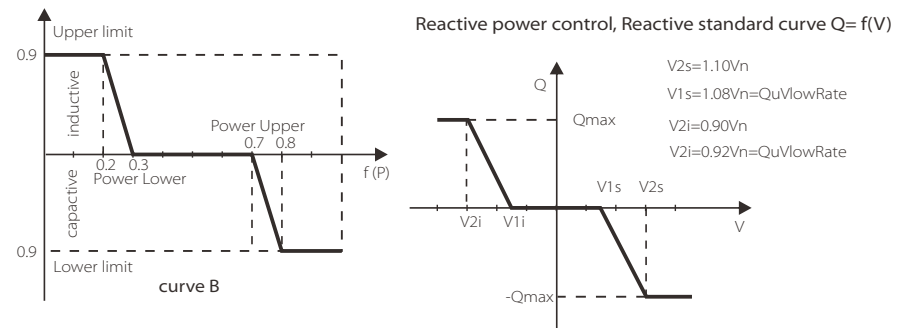 Upper limit
0.9
inductive
Power Upper
0.7 0.8
0.2 0.3
Power Lower
f (P)
capactive
0.9
Lower limit
curve B
Reactive power control, Reactive standard curve Q= f(V)
V2s=1.10Vn
V1s=1.08Vn=QuVlowRate
V2i=0.90Vn
V2i=0.92Vn=QuVlowRate
Q
Qmax
V1s V2s
V2i V1i
V
-Qmax